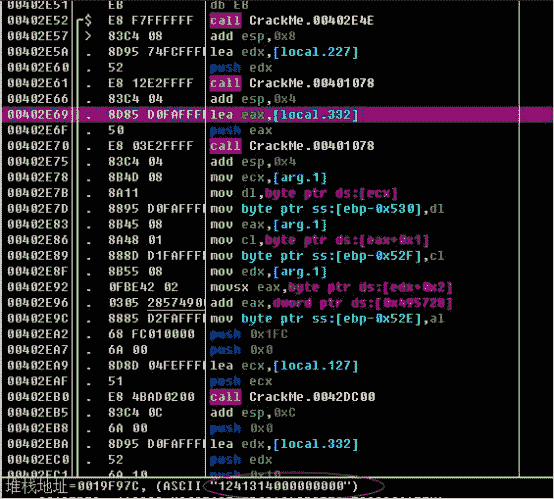 00402E51 EB db EB
00402E52 $ E8 F7FFFFFF call CrackMe.00402E4E
00402E57 > 83C4 08 add esp,0x8
00402E5A . 8D95 74FCFFF lea edx,[local.227]
00402E60 . 52 push edx
00402E61 . E8 12E2FFFF call CrackMe.00401078
00402E66 . 83C4 04 add esp,0x4
00402E69 . 8D85 D0FAFFF lea eax,[local.332]
00402E6F . 50 push eax
00402E70 . E8 03E2FFFF call CrackMe.00401078
00402E75 . 83C4 04 add esp,0x4
00402E78 . 8B4D 08 mov ecx,[arg.1]
00402E7B . 8A11 mov dl,byte ptr ds:[ecx]
00402E7D . 8895 D0FAFFF mov byte ptr ss:[ebp-0x530],dl
00402E83 . 8B45 08 mov eax,[arg.1]
00402E86 . 8A48 01 mov cl,byte ptr ds:[eax+0x1]
00402E89 . 888D D1FAFFF mov byte ptr ss:[ebp-0x52F],cl
00402E8F . 8B55 08 mov edx,[arg.1]
00402E92 . 0FBE42 02 movsx eax,byte ptr ds:[edx+0x2]
00402E96 . 0305 28574900 add eax,dword ptr ds:[0x495728]
00402E9C . 8885 D2FAFFF mov byte ptr ss:[ebp-0x52E],al
00402EA2 . 68 FC010000 push 0x1FC
00402EA7 . 6A 00 push 0x0
00402EA9 . 8D8D 04FEFFF lea ecx,[local.127]
00402EAF . 51 push ecx
00402EB0 . E8 4BAD0200 call CrackMe.0042DC00
00402EB5 . 83C4 0C add esp,0xC
00402EB8 . 6A 00 push 0x0
00402EBA . 8D95 D0FAFFF lea edx,[local.332]
00402EC0 . 52 push edx
00402EC1 . 6A 10 push 0x10
堆栈地址=0019F97C, (ASCII "1241314000000000")